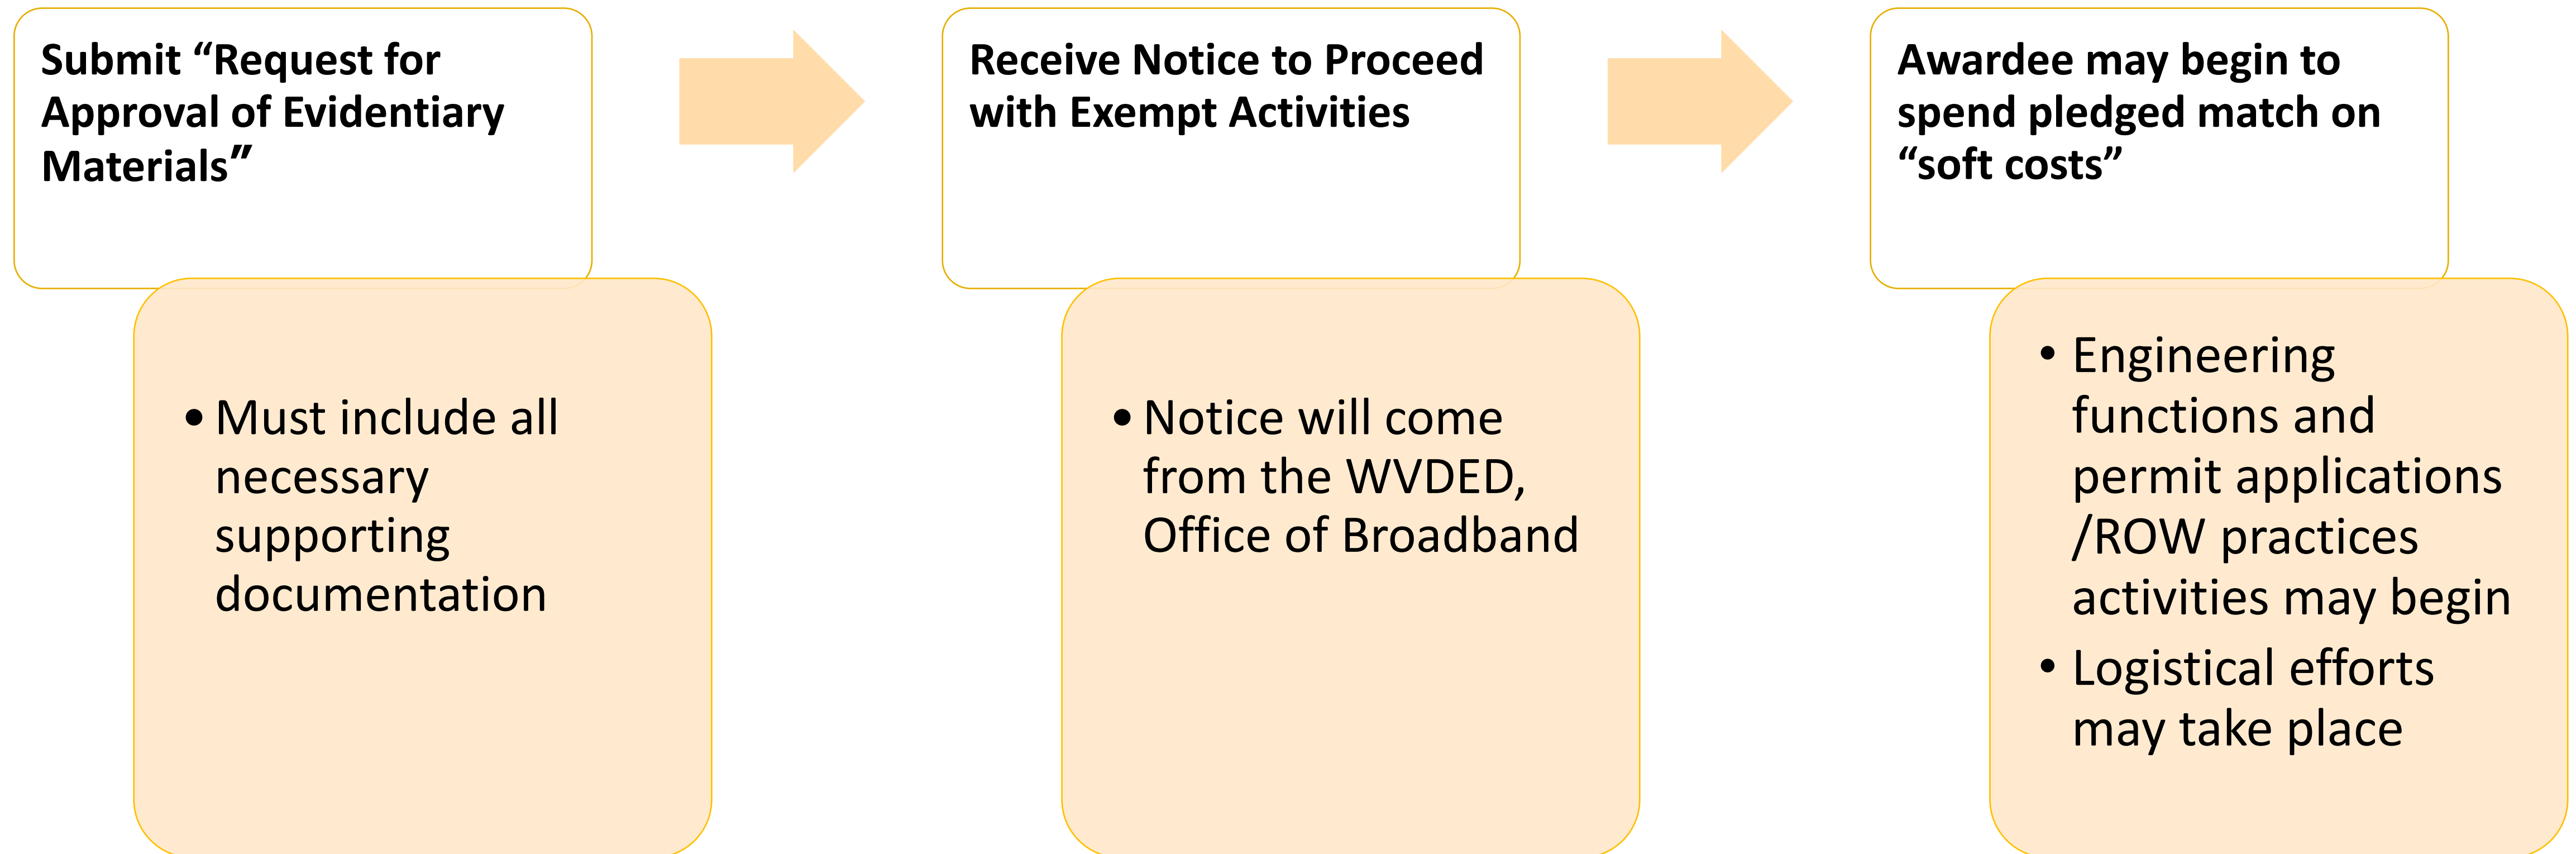 Submit “Request for
Approval of Evidentiary
Materials”
• Must include all
necessary
supporting
documentation
Receive Notice to Proceed
with Exempt Activities
• Notice will come
from the WVDED,
Office of Broadband
Awardee may begin to
spend pledged match on
“soft costs”
• Engineering
functions and
permit applications
/ROW practices
activities may begin
• Logistical efforts
may take place